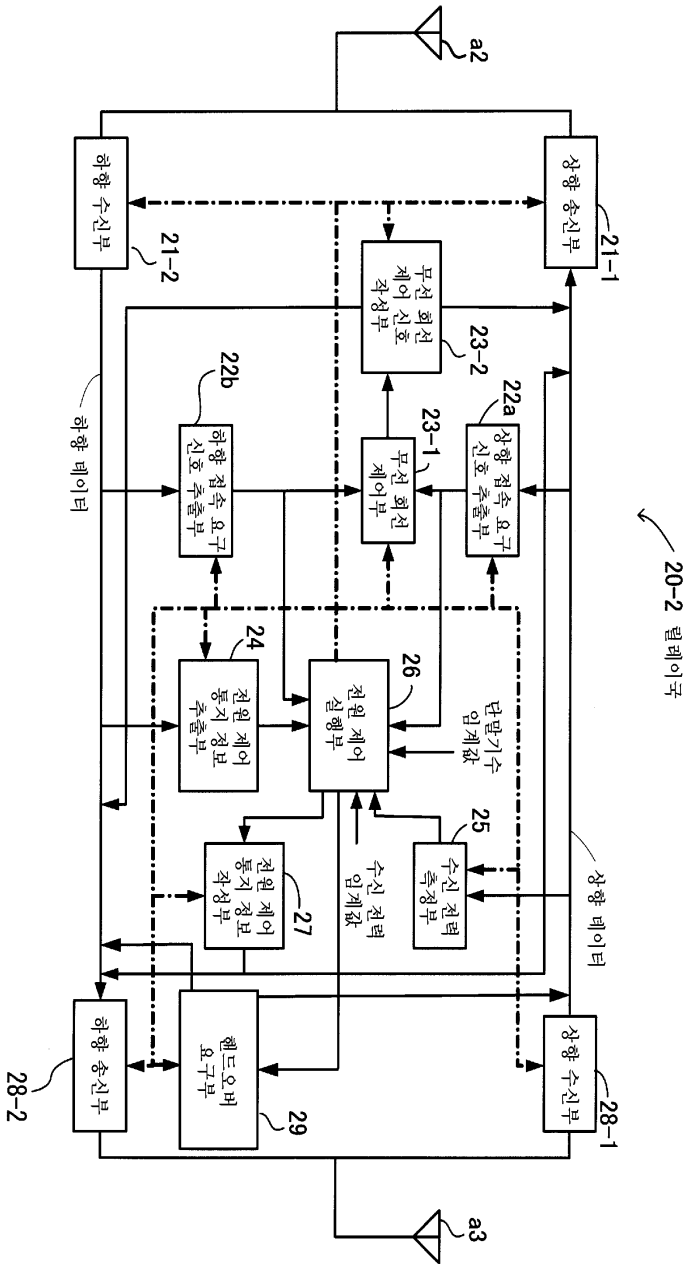 20-2 릴레이국
a2
21-1
상향 송신부
하향 수신부
21-2
무선 회선
제어 신호
작성부
23-2
22a
상향 접속 요구
신호 추출부
23-1
무선 회선
제어부
22b
하향 접속 요구
신호 추출부
하향 데이터
24
전원 제어
통지 정보
추출부
26
전원 제어
실행부
단말기수
임계값
25
수신 전력
측정부
수신 전력
임계값
전원 제어
통지 정보
작성부
27
상향 데이터
상향 수신부
28-1
핸드오버
요구부
29
하향 송신부
28-2
a3